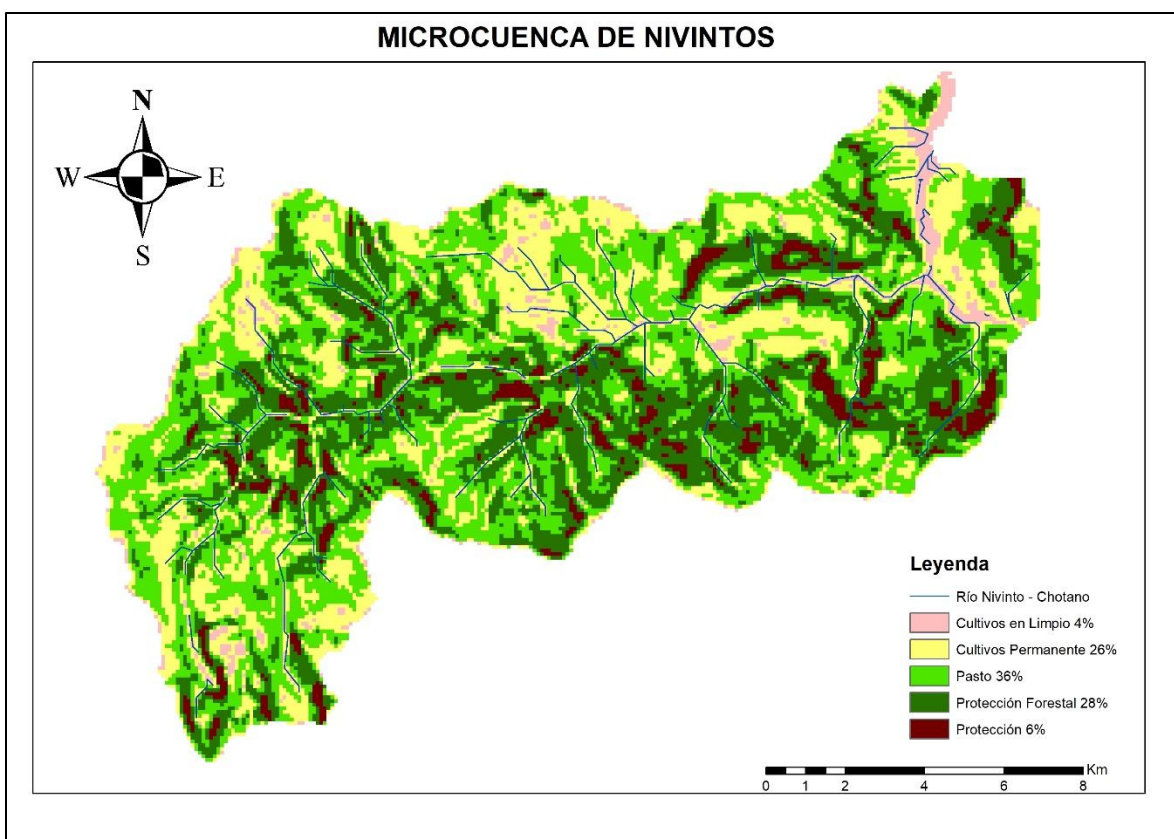 MICROCUENCA DE NIVINTOS
N
W E
S
Leyenda
Río Nivinto - Chotano
Cultivos en Limpio 4%
Cultivos Permanente 26%
Pasto 36%
Protección Forestal 28%
Protección 6%
Km
0 1 2 4 6 8